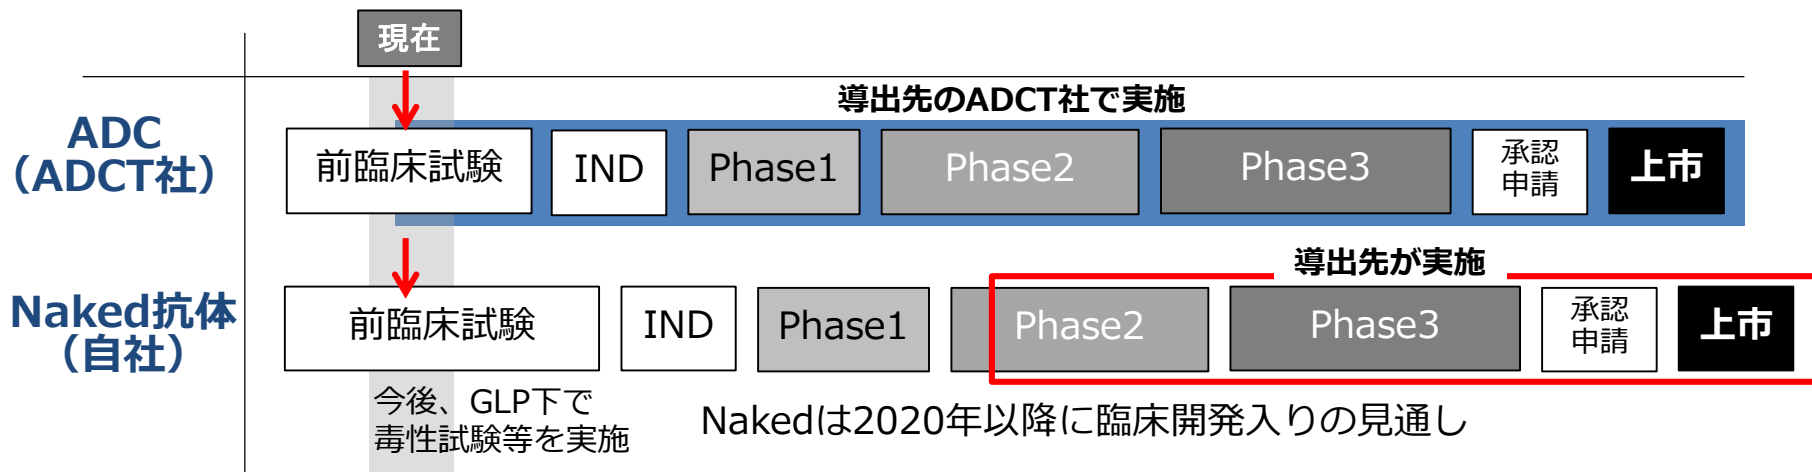 現在
導出先のADCT社で実施
ADC
（ADCT社）
前臨床試験
IND
Phase1
Phase2
Phase3
承認
申請
上市
導出先が実施
Naked抗体
（自社）
前臨床試験
IND
Phase1
Phase2
Phase3
承認
申請
上市
今後、GLP下で
毒性試験等を実施
Nakedは2020年以降に臨床開発入りの見通し